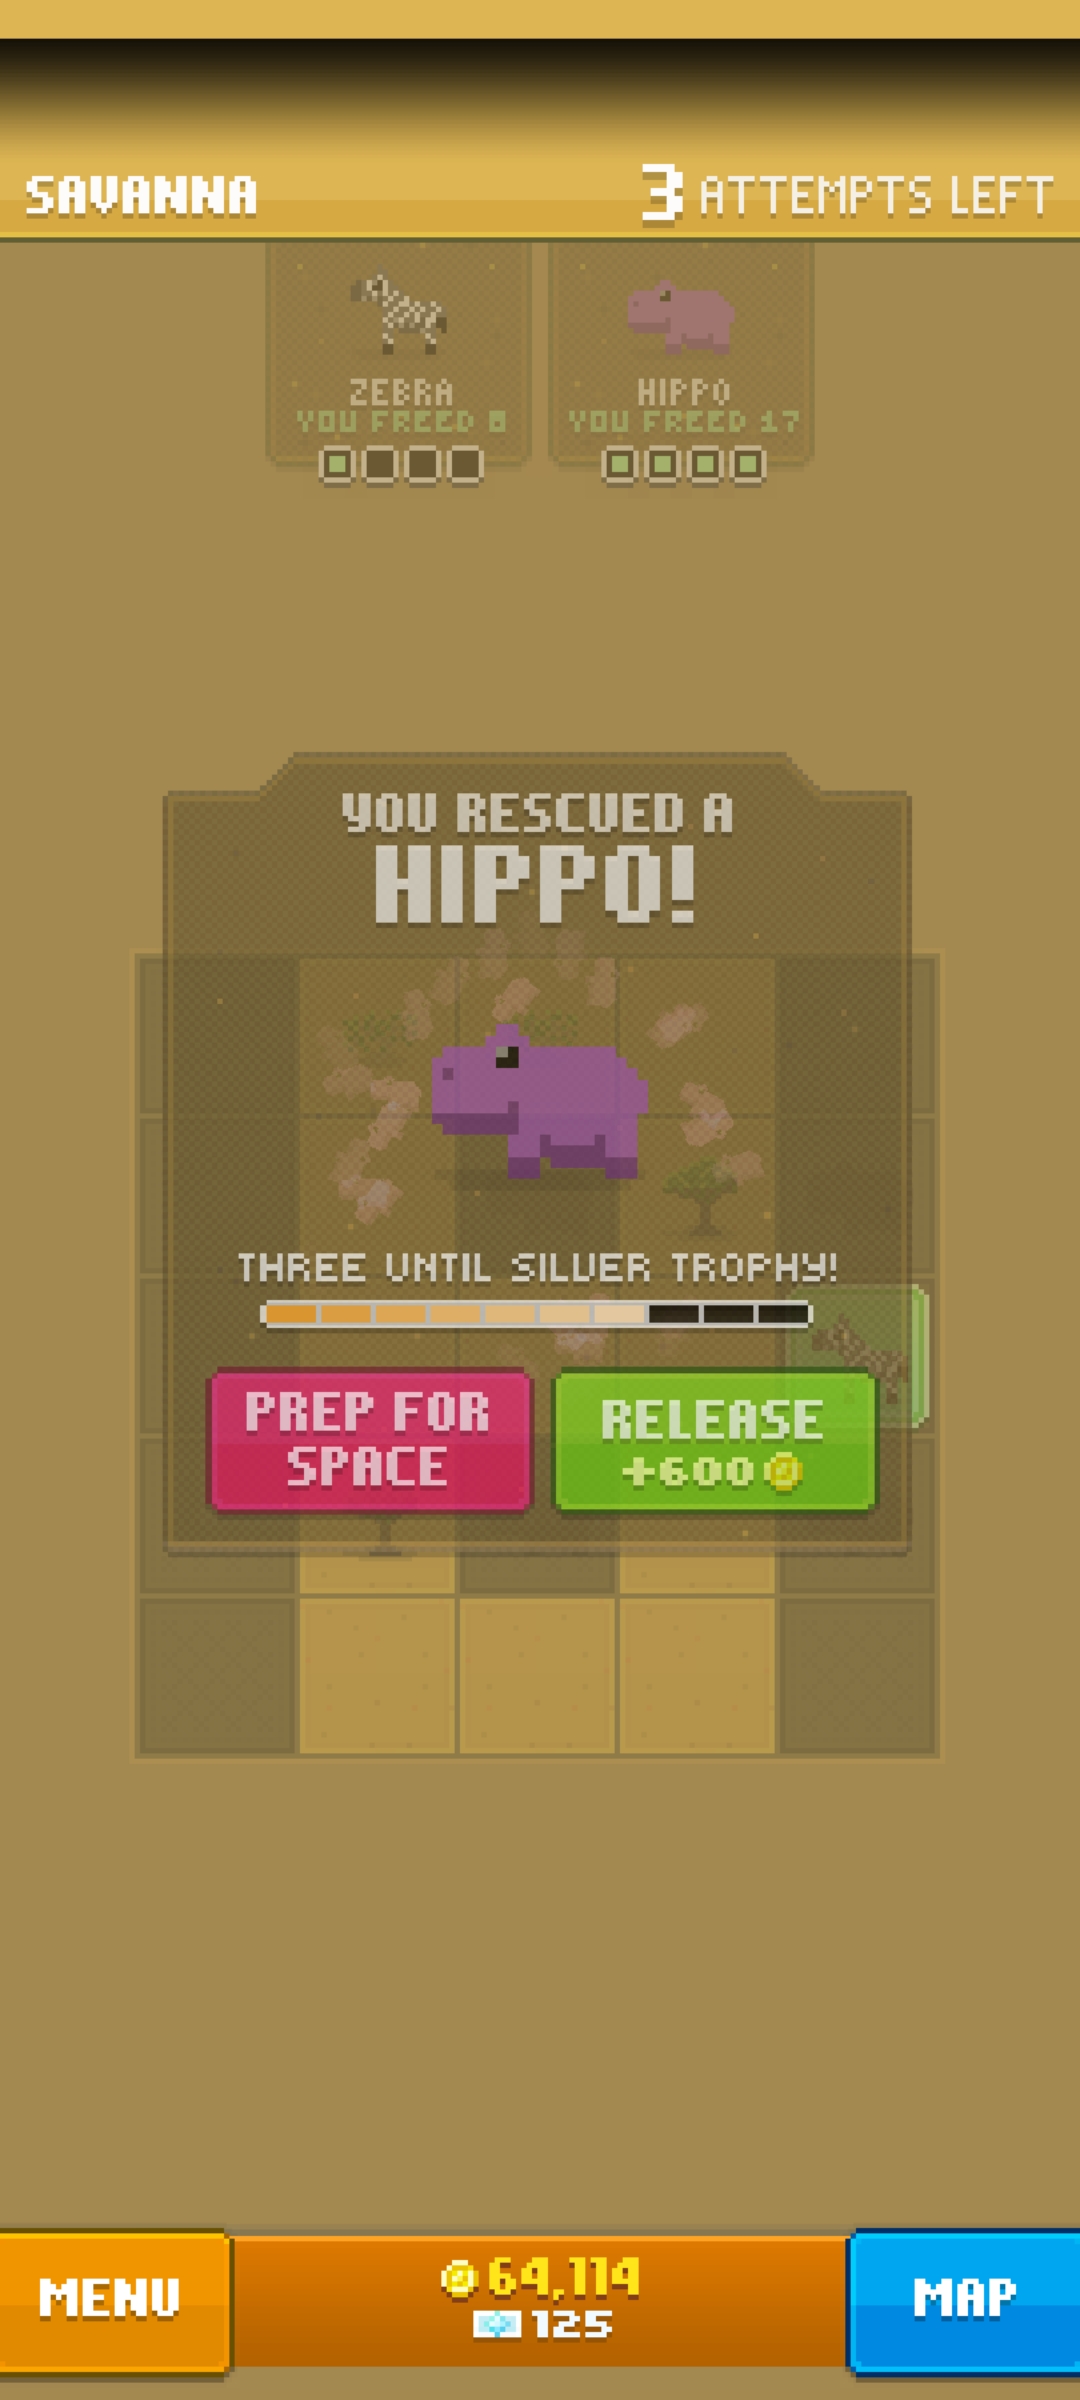 SAVANNA
3 ATTEMPTS LEFT
ZEBRA
YOU FREED 8
HIPPO
YOU FREED 17
YOU RESCUED A
HIPPO!
THREE UNTIL SILVER TROPHY!
PREP FOR
SPACE
RELEASE
+600
MENU
64,114
125
MAP